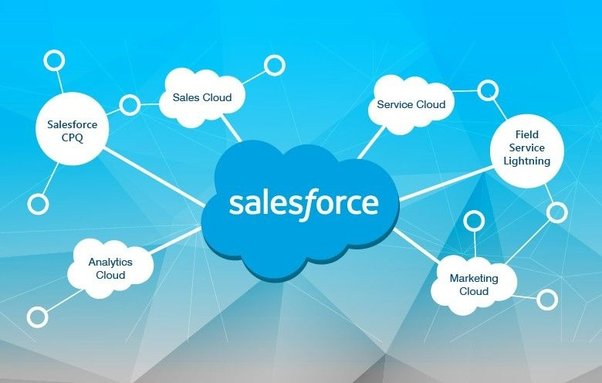 Sales Cloud
Service Cloud
Salesforce
CPQ
Field
Service
Lightning
salesforce
Analytics
Cloud
Marketing
Cloud